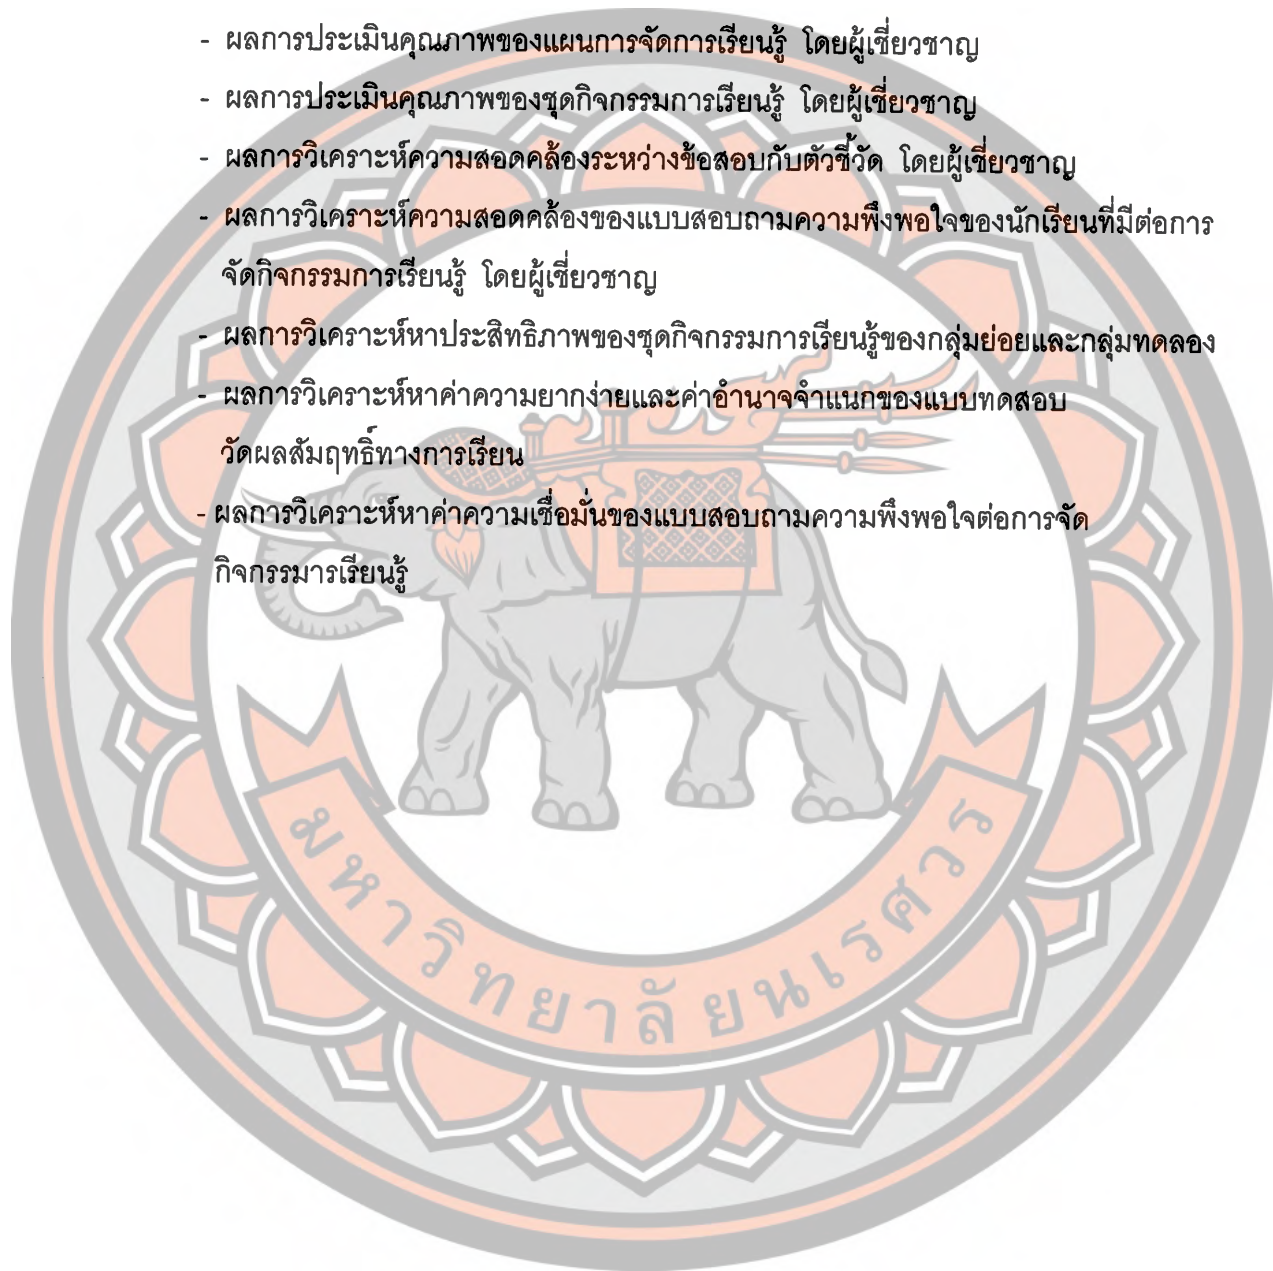 - ผลการประเมินคุณภาพของแผนการจัดการเรียนรู้ โดยผู้เชี่ยวชาญ
- ผลการประเมินคุณภาพของชุดกิจกรรมการเรียนรู้ โดยผู้เชี่ยวชาญ
- ผลการวิเคราะห์ความสอดคล้องระหว่างข้อสอบกับตัวชี้วัด โดยผู้เชี่ยวชาญ
- ผลการวิเคราะห์ความสอดคล้องของแบบสอบถามความพึงพอใจของนักเรียนที่มีต่อการ
จัดกิจกรรมการเรียนรู้ โดยผู้เชี่ยวชาญ
- ผลการวิเคราะห์หาประสิทธิภาพของชุดกิจกรรมการเรียนรู้ของกลุ่มย่อยและกลุ่มทดลอง
- ผลการวิเคราะห์หาค่าความยากง่ายและค่าอำนาจจำแนกของแบบทดสอบ
วัดผลสัมฤทธิ์ทางการเรียน
- ผลการวิเคราะห์หาค่าความเชื่อมั่นของแบบสอบถามความพึงพอใจต่อการจัด
กิจกรรมารเรียนรู้
มหาวิทยาลัยนเรศวร